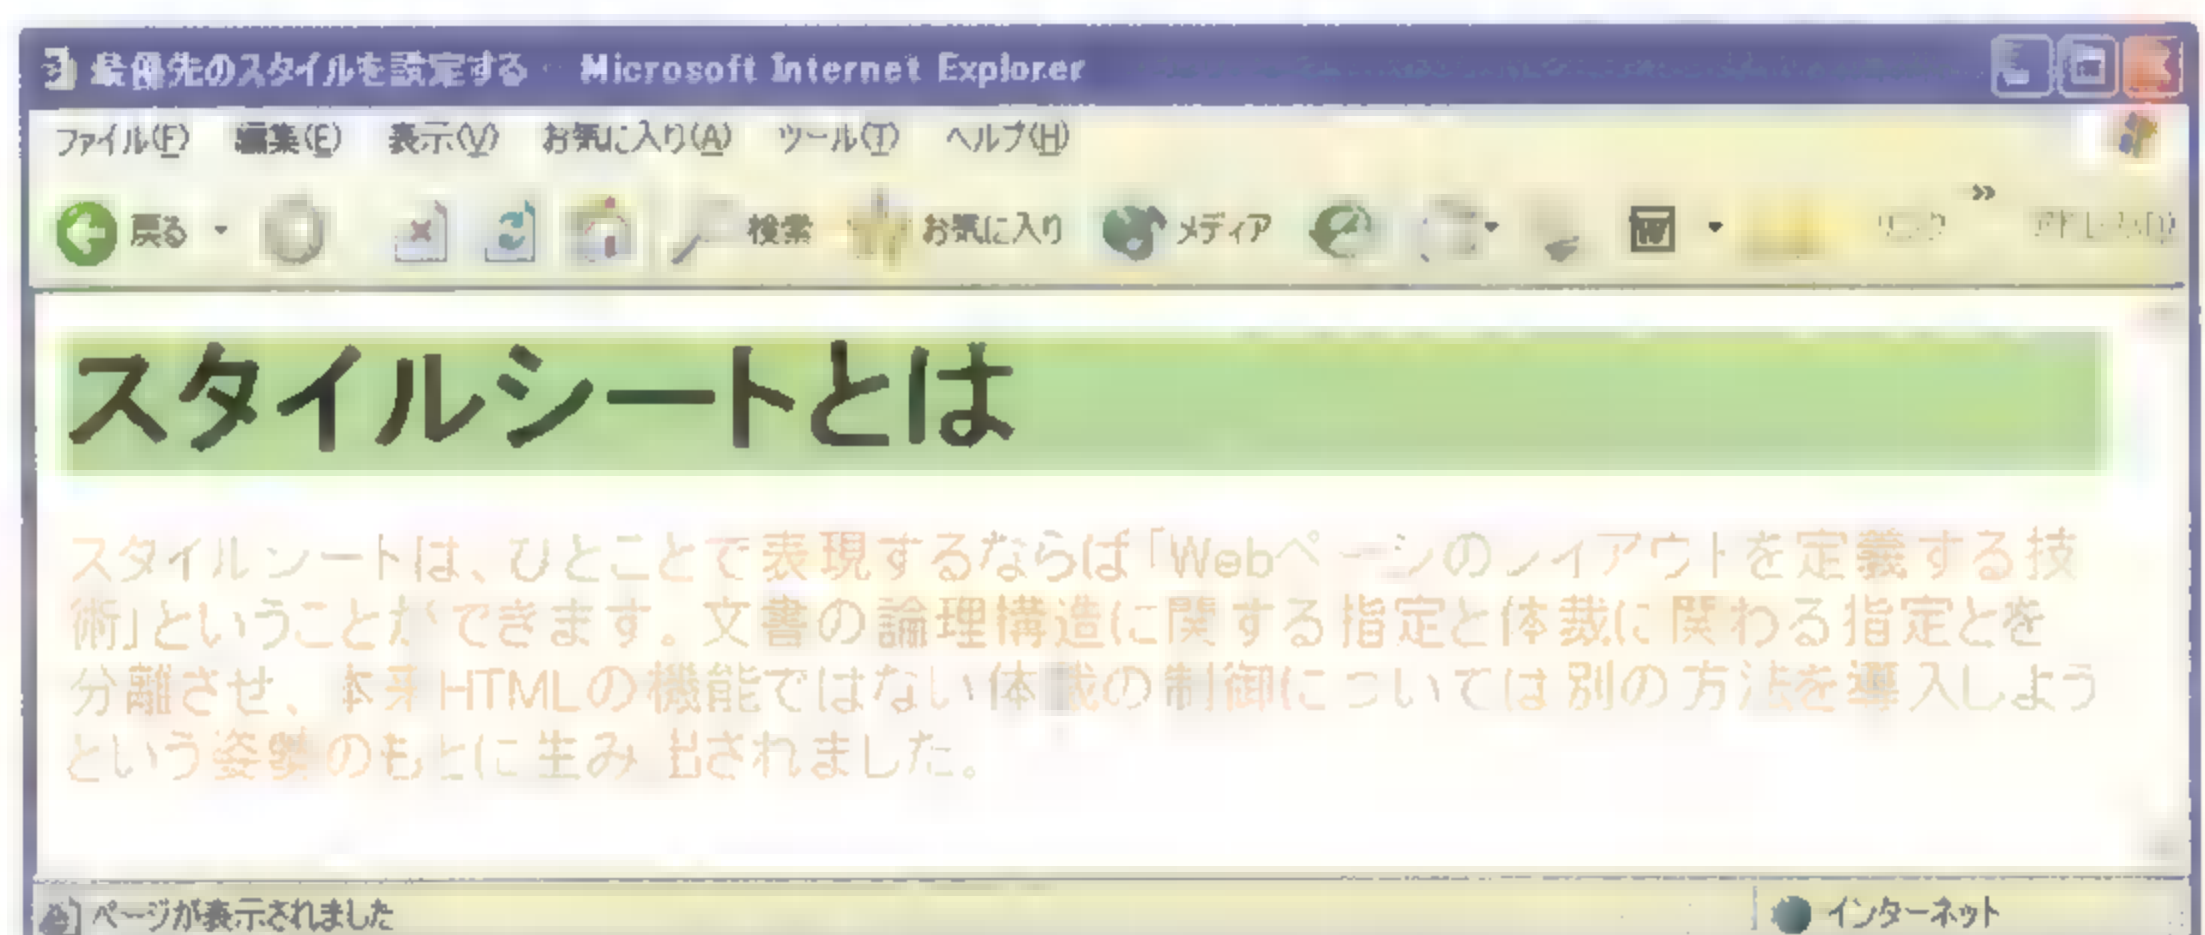 最優先のスタイルを設定する - Microsoft Internet Explorer
ファイル(F) 編集(E) 表示(V) お気に入り(A) ツール(T) ヘルプ(H)
戻る 検索 お気に入り メディア リンク » アドレス(D)
スタイルシートとは
スタイルシートは、ひとことで表現するならば「Webページのレイアウトを定義する技
術」ということができます。文書の論理構造に関する指定と体裁に関わる指定とを
分離させ、本来HTMLの機能ではない体裁の制御については別の方法を導入しよう
という姿勢のもとに生み出されました。
ページが表示されました インターネット